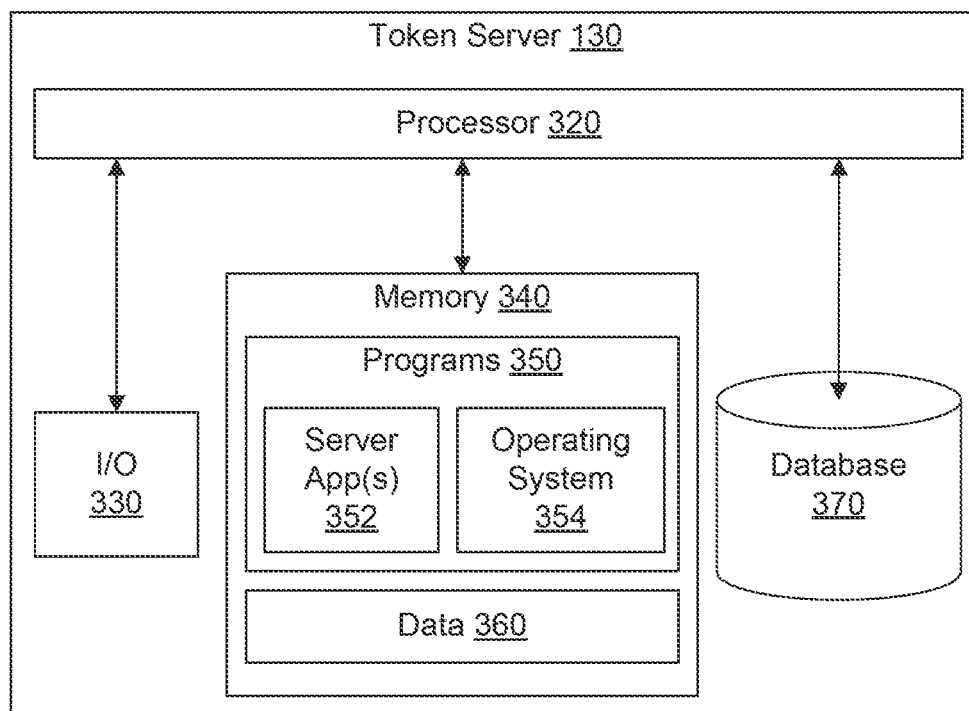 Token Server 130
Processor 320
Memory 340
Programs 350
Server
App(s)
352
Operating
System
354
I/O
330
Database
370
Data 360